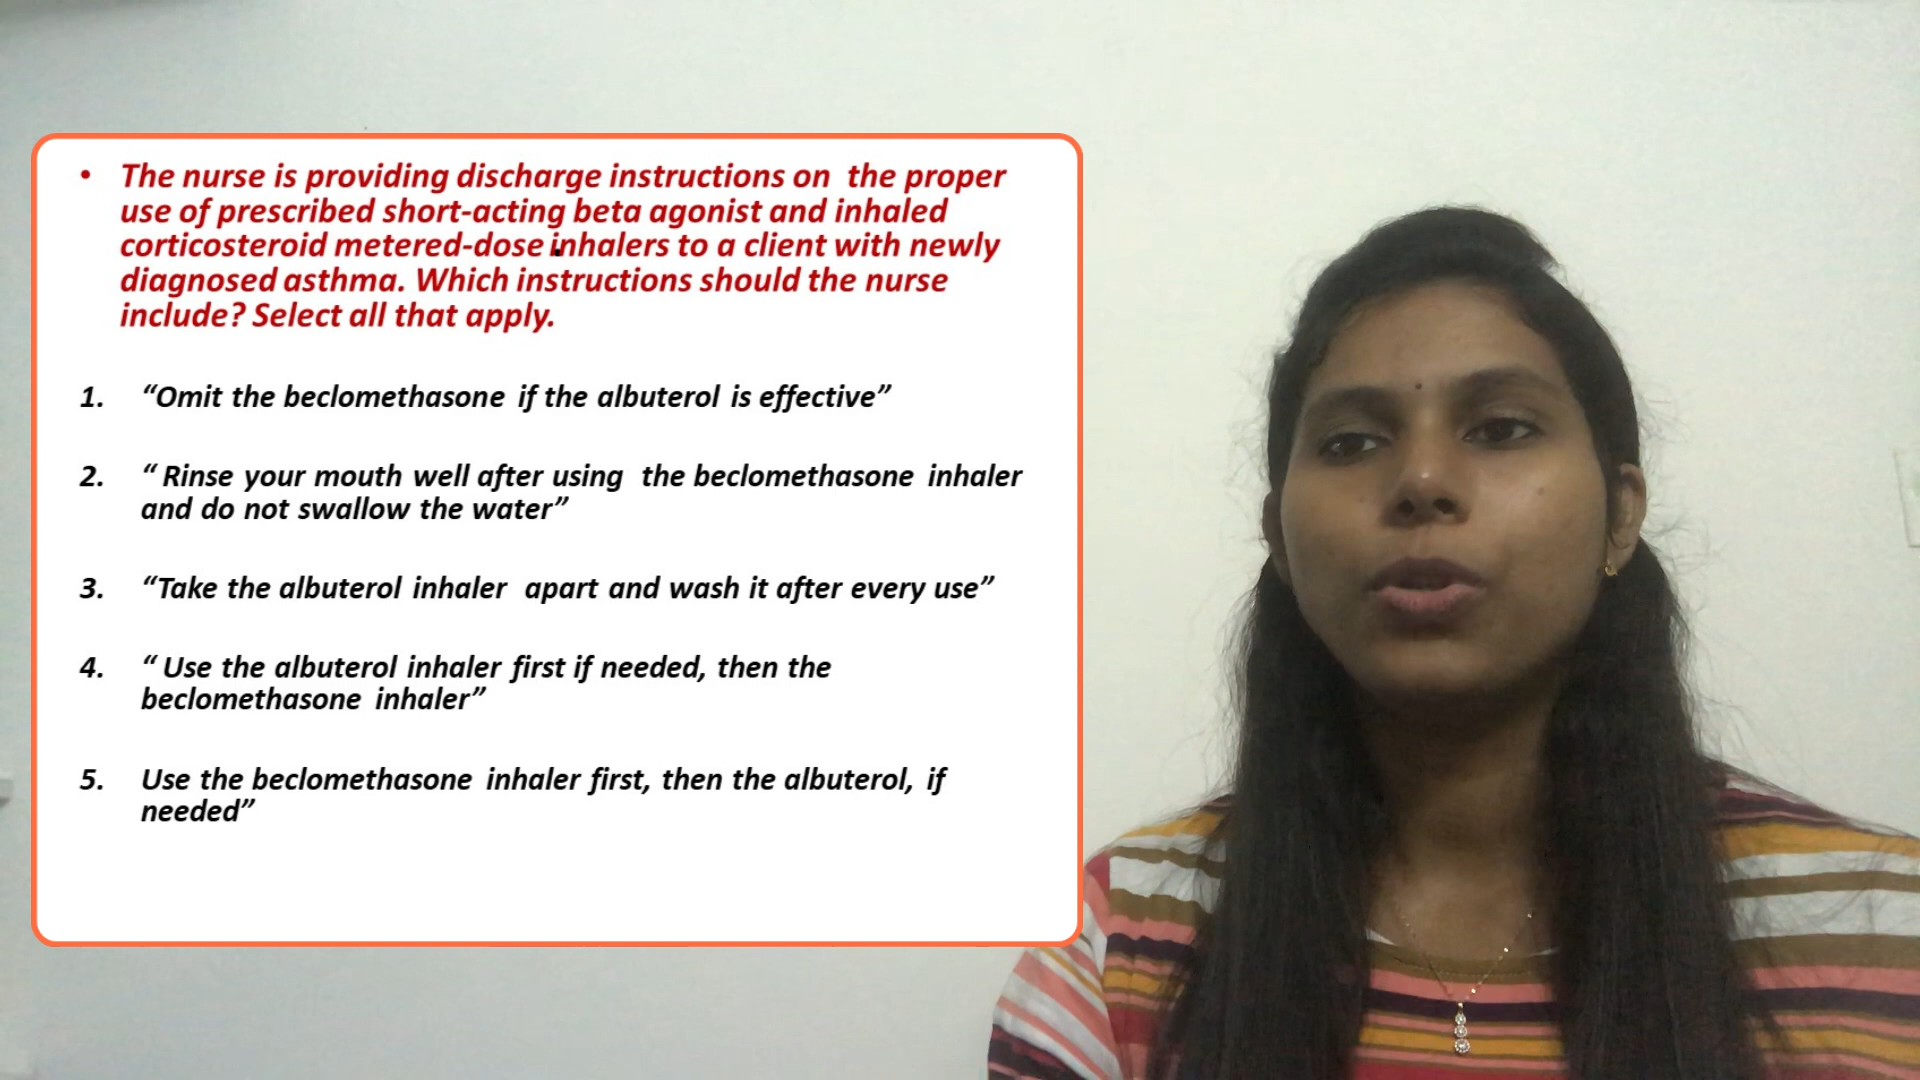 • The nurse is providing discharge instructions on the proper
use of prescribed short-acting beta agonist and inhaled
corticosteroid metered-dose inhalers to a client with newly
diagnosed asthma. Which instructions should the nurse
include? Select all that apply.
1. “Omit the beclomethasone if the albuterol is effective”
2. “ Rinse your mouth well after using the beclomethasone inhaler
and do not swallow the water”
3. “Take the albuterol inhaler apart and wash it after every use”
4. “ Use the albuterol inhaler first if needed, then the
beclomethasone inhaler”
5. Use the beclomethasone inhaler first, then the albuterol, if
needed”